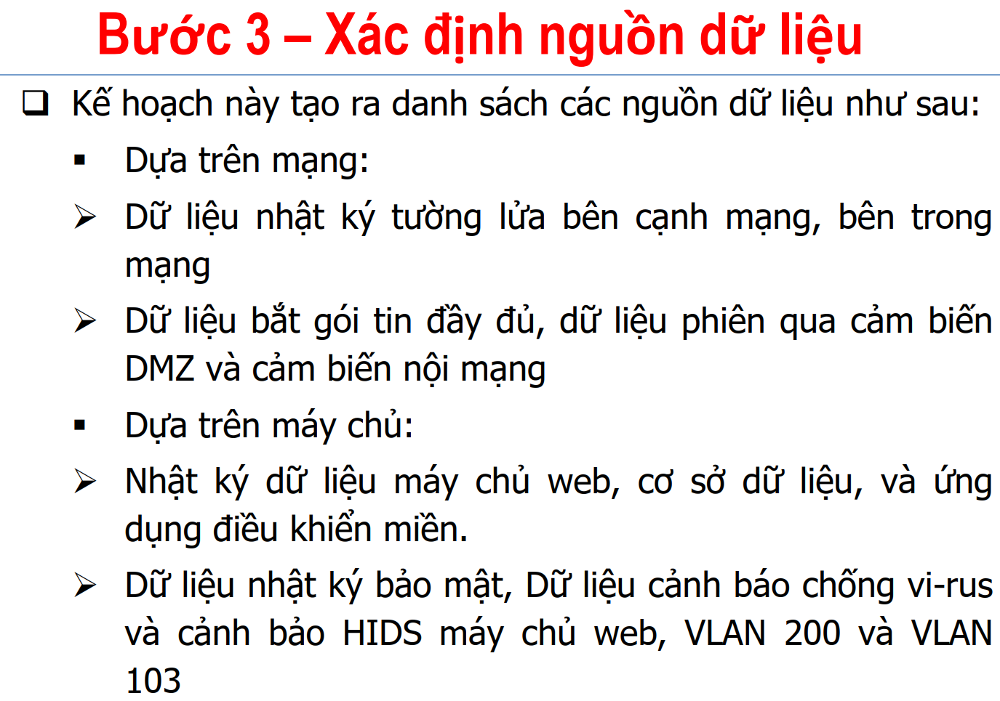 Bước 3 – Xác định nguồn dữ liệu
❑ Kế hoạch này tạo ra danh sách các nguồn dữ liệu như sau:
▪ Dựa trên mạng:
➢ Dữ liệu nhật ký tường lửa bên cạnh mạng, bên trong
mạng
➢ Dữ liệu bắt gói tin đầy đủ, dữ liệu phiên qua cảm biến
DMZ và cảm biến nội mạng
▪ Dựa trên máy chủ:
➢ Nhật ký dữ liệu máy chủ web, cơ sở dữ liệu, và ứng
dụng điều khiển miền.
➢ Dữ liệu nhật ký bảo mật, Dữ liệu cảnh báo chống vi-rus
và cảnh bảo HIDS máy chủ web, VLAN 200 và VLAN
103